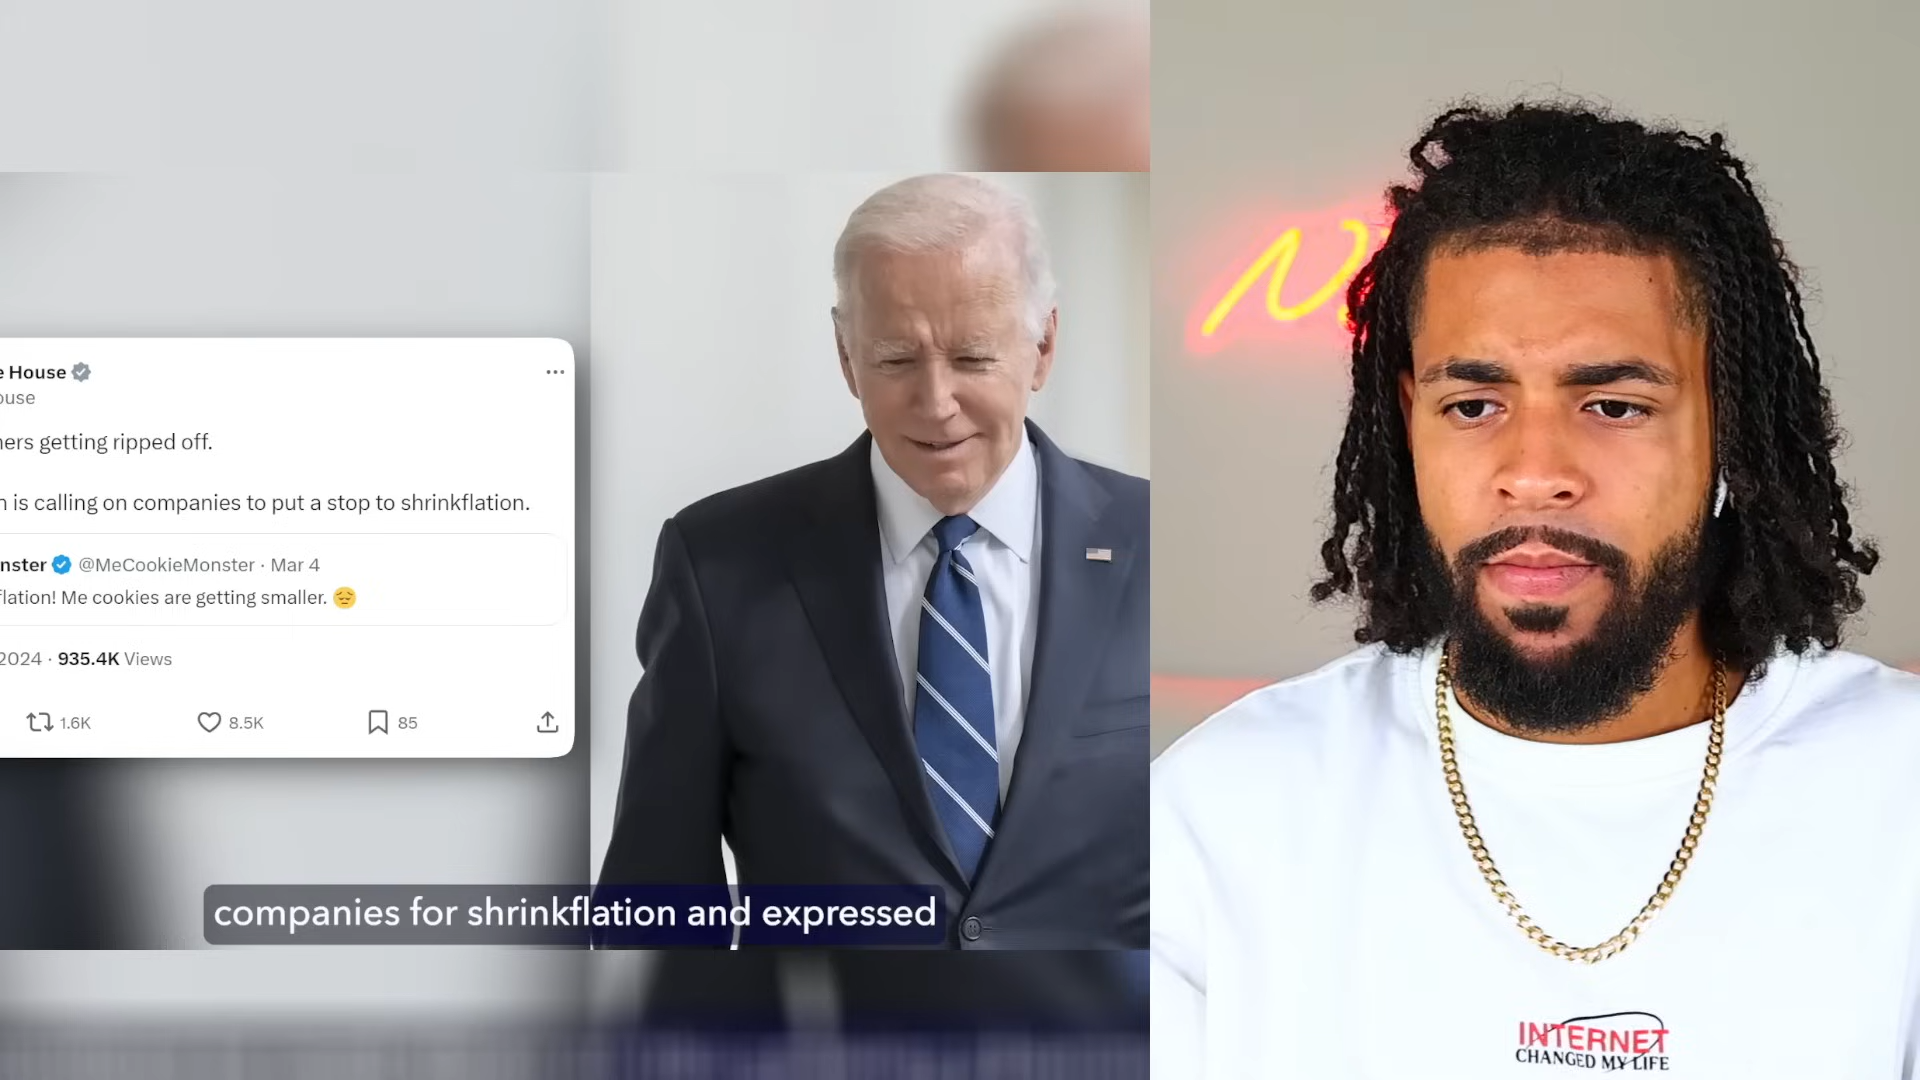 e House
ouse
ners getting ripped off.
n is calling on companies to put a stop to shrinkflation.
nster @MeCookieMonster · Mar 4
flation! Me cookies are getting smaller. 😔
2024 · 935.4K Views
1.6K 8.5K 85
companies for shrinkflation and expressed
INTERNET
CHANGED MY LIFE